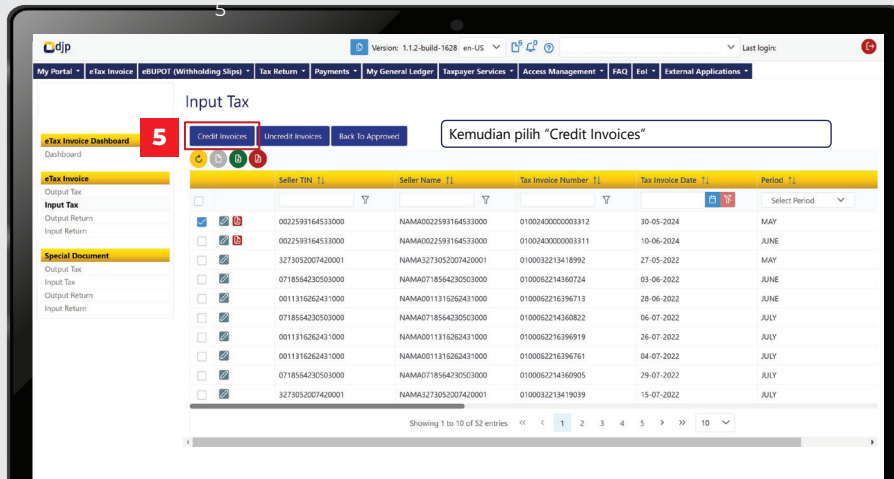 5
djp
Version: 1.1.2-build-1628 en-US 6 0 Last login:
My Portal eTax Invoice eBUPOT (Withholding Slips) Tax Return Payments My General Ledger Taxpayer Services Access Management FAQ EoI External Applications
Input Tax
5
Credit Invoices Uncredit Invoices Back To Approved
Kemudian pilih “Credit Invoices”
eTax Invoice Dashboard
Dashboard
eTax Invoice
Output Tax
Input Tax
Output Return
Input Return
Special Document
Output Tax
Input Tax
Output Return
Input Return
Seller TIN Seller Name Tax Invoice Number Tax Invoice Date Period
Select Period
0022593164533000 NAMA0022593164533000 01002400000003312 30-05-2024 MAY
0022593164533000 NAMA0022593164533000 01002400000003311 10-06-2024 JUNE
3273052007420001 NAMA3273052007420001 0100032213418992 27-05-2022 MAY
0718564230503000 NAMA0718564230503000 0100062214360724 03-06-2022 JUNE
0011316262431000 NAMA0011316262431000 0100062216396713 28-06-2022 JUNE
0718564230503000 NAMA0718564230503000 0100062214360822 06-07-2022 JULY
0011316262431000 NAMA0011316262431000 0100062216396919 26-07-2022 JULY
0011316262431000 NAMA0011316262431000 0100062216396761 04-07-2022 JULY
0718564230503000 NAMA0718564230503000 0100062214360905 29-07-2022 JULY
3273052007420001 NAMA3273052007420001 0100032213419039 15-07-2022 JULY
Showing 1 to 10 of 52 entries 1 2 3 4 5 10